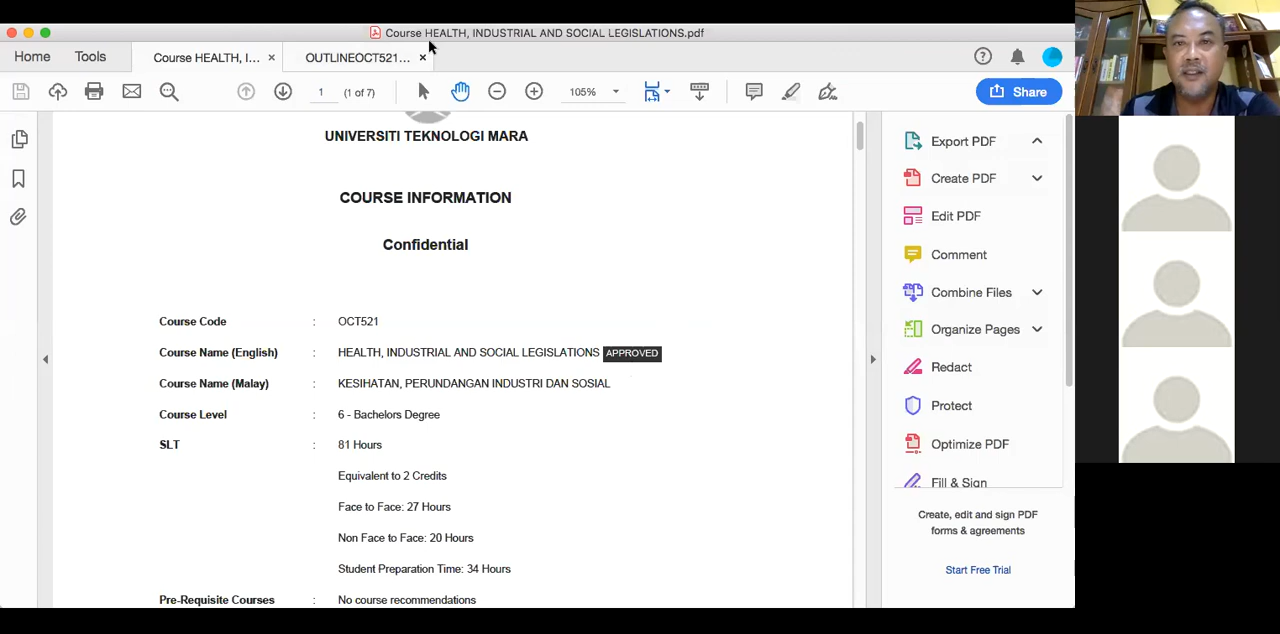 Course HEALTH, INDUSTRIAL AND SOCIAL LEGISLATIONS.pdf
Home Tools Course HEALTH, I... × OUTLINEOCT521... ×
1 (1 of 7) 105% Share
UNIVERSITI TEKNOLOGI MARA
COURSE INFORMATION
Confidential
Course Code : OCT521
Course Name (English) : HEALTH, INDUSTRIAL AND SOCIAL LEGISLATIONS APPROVED
Course Name (Malay) : KESIHATAN, PERUNDANGAN INDUSTRI DAN SOSIAL
Course Level : 6 - Bachelors Degree
SLT : 81 Hours
Equivalent to 2 Credits
Face to Face: 27 Hours
Non Face to Face: 20 Hours
Student Preparation Time: 34 Hours
Pre-Requisite Courses : No course recommendations
Export PDF
Create PDF
Edit PDF
Comment
Combine Files
Organize Pages
Redact
Protect
Optimize PDF
Fill & Sign
Create, edit and sign PDF
forms & agreements
Start Free Trial